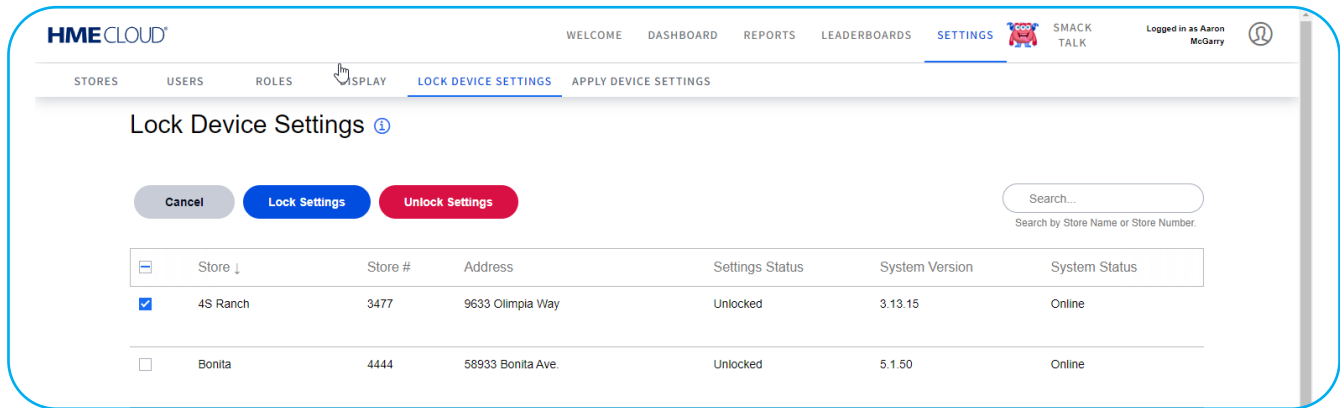 HME CLOUD®
WELCOME DASHBOARD REPORTS LEADERBOARDS SETTINGS SMACK TALK Logged in as Aaron McGarry
STORES USERS ROLES DISPLAY LOCK DEVICE SETTINGS APPLY DEVICE SETTINGS
Lock Device Settings
Cancel Lock Settings Unlock Settings Search...
Search by Store Name or Store Number.
Store ↓ Store # Address Settings Status System Version System Status
4S Ranch 3477 9633 Olimpia Way Unlocked 3.13.15 Online
Bonita 4444 58933 Bonita Ave. Unlocked 5.1.50 Online